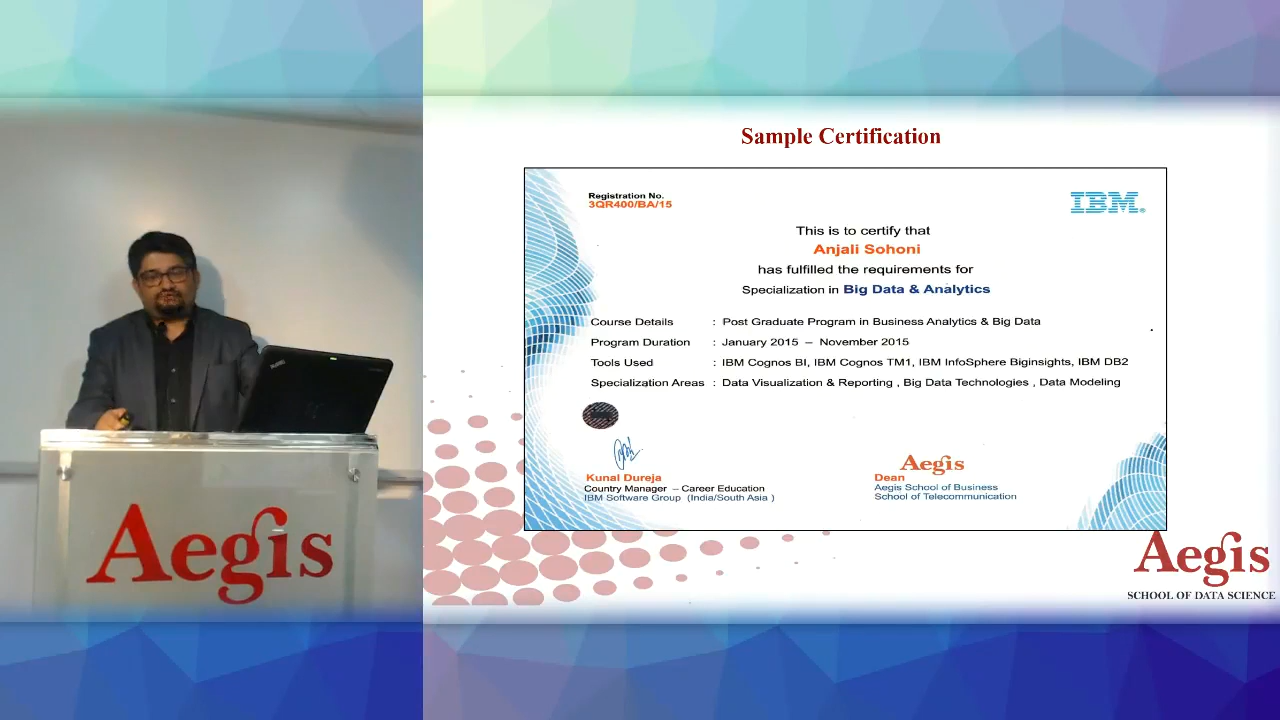 Aegis
Sample Certification
Registration No.
3QR400/BA/15
IBM
This is to certify that
Anjali Sohoni
has fulfilled the requirements for
Specialization in Big Data & Analytics
Course Details : Post Graduate Program in Business Analytics & Big Data
Program Duration : January 2015 – November 2015
Tools Used : IBM Cognos BI, IBM Cognos TM1, IBM InfoSphere Biginsights, IBM DB2
Specialization Areas : Data Visualization & Reporting , Big Data Technologies , Data Modeling
Kunal Dureja
Country Manager – Career Education
IBM Software Group (India/South Asia )
Aegis
Dean
Aegis School of Business
School of Telecommunication
Aegis
SCHOOL OF DATA SCIENCE